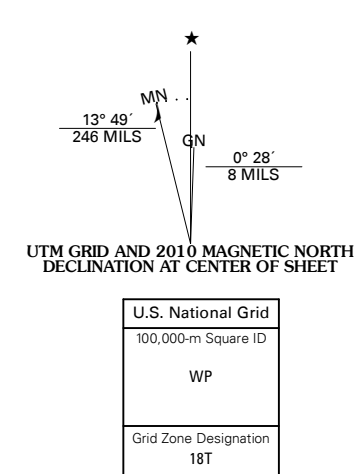 ★
MN
13° 49´
246 MILS
GN
0° 28´
8 MILS
UTM GRID AND 2010 MAGNETIC NORTH
DECLINATION AT CENTER OF SHEET
U.S. National Grid
100,000-m Square ID
WP
Grid Zone Designation
18T